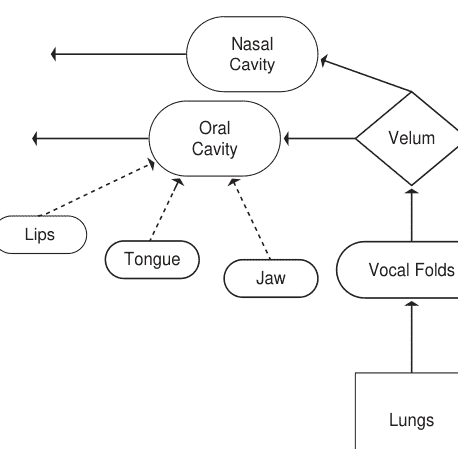 Nasal
Cavity
Oral
Cavity
Velum
Lips
Tongue
Jaw
Vocal Folds
Lungs